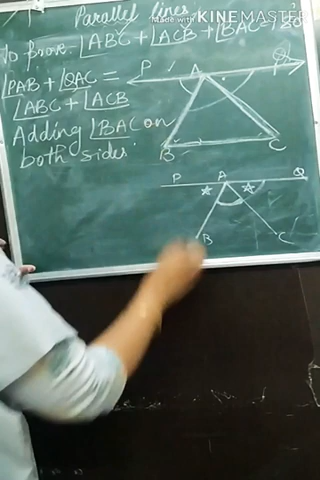 Parallel lines
Made with KINEMASTER
To prove. ∠ABC + ∠ACB + ∠BAC = 180
∠PAB + ∠QAC =
∠ABC + ∠ACB
Adding ∠BAC on
both sides
P A Q
B C
P A Q
B C